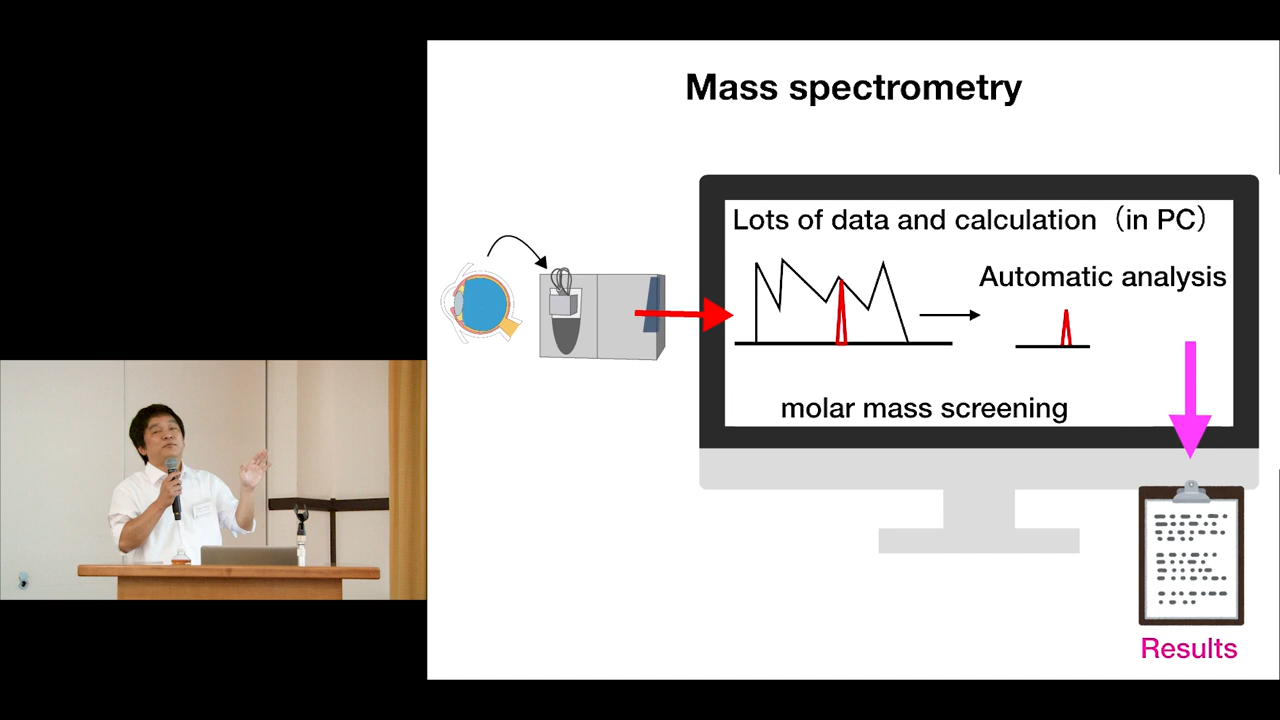 Mass spectrometry
Lots of data and calculation（in PC）
Automatic analysis
molar mass screening
Results